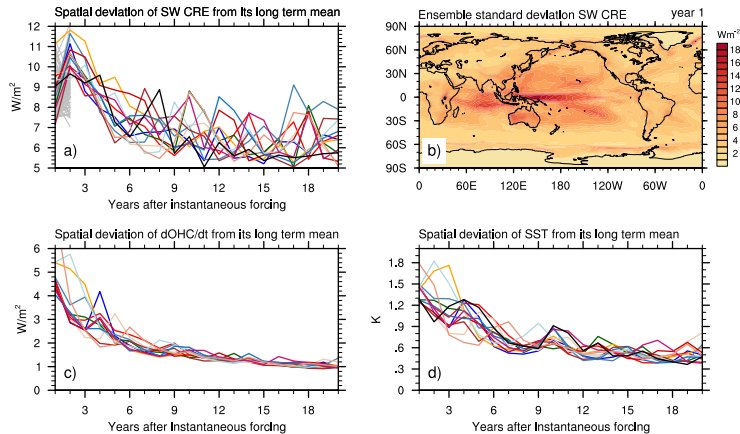 Spatial deviation of SW CRE from its long term mean
12
11
10
9
8
7
6
5
W/m²
a)
3 6 9 12 15 18
Years after instantaneous forcing
Ensemble standard deviation SW CRE year 1
90N
60N
30N
0
30S
60S
90S
b)
0 60E 120E 180 120W 60W 0
Wm⁻²
18
16
14
12
10
8
6
4
2
Spatial deviation of dOHC/dt from its long term mean
6
5
4
3
2
1
0
W/m²
c)
3 6 9 12 15 18
Years after instantaneous forcing
Spatial deviation of SST from its long term mean
1.8
1.5
1.2
.9
.6
.3
0
K
d)
3 6 9 12 15 18
Years after instantaneous forcing